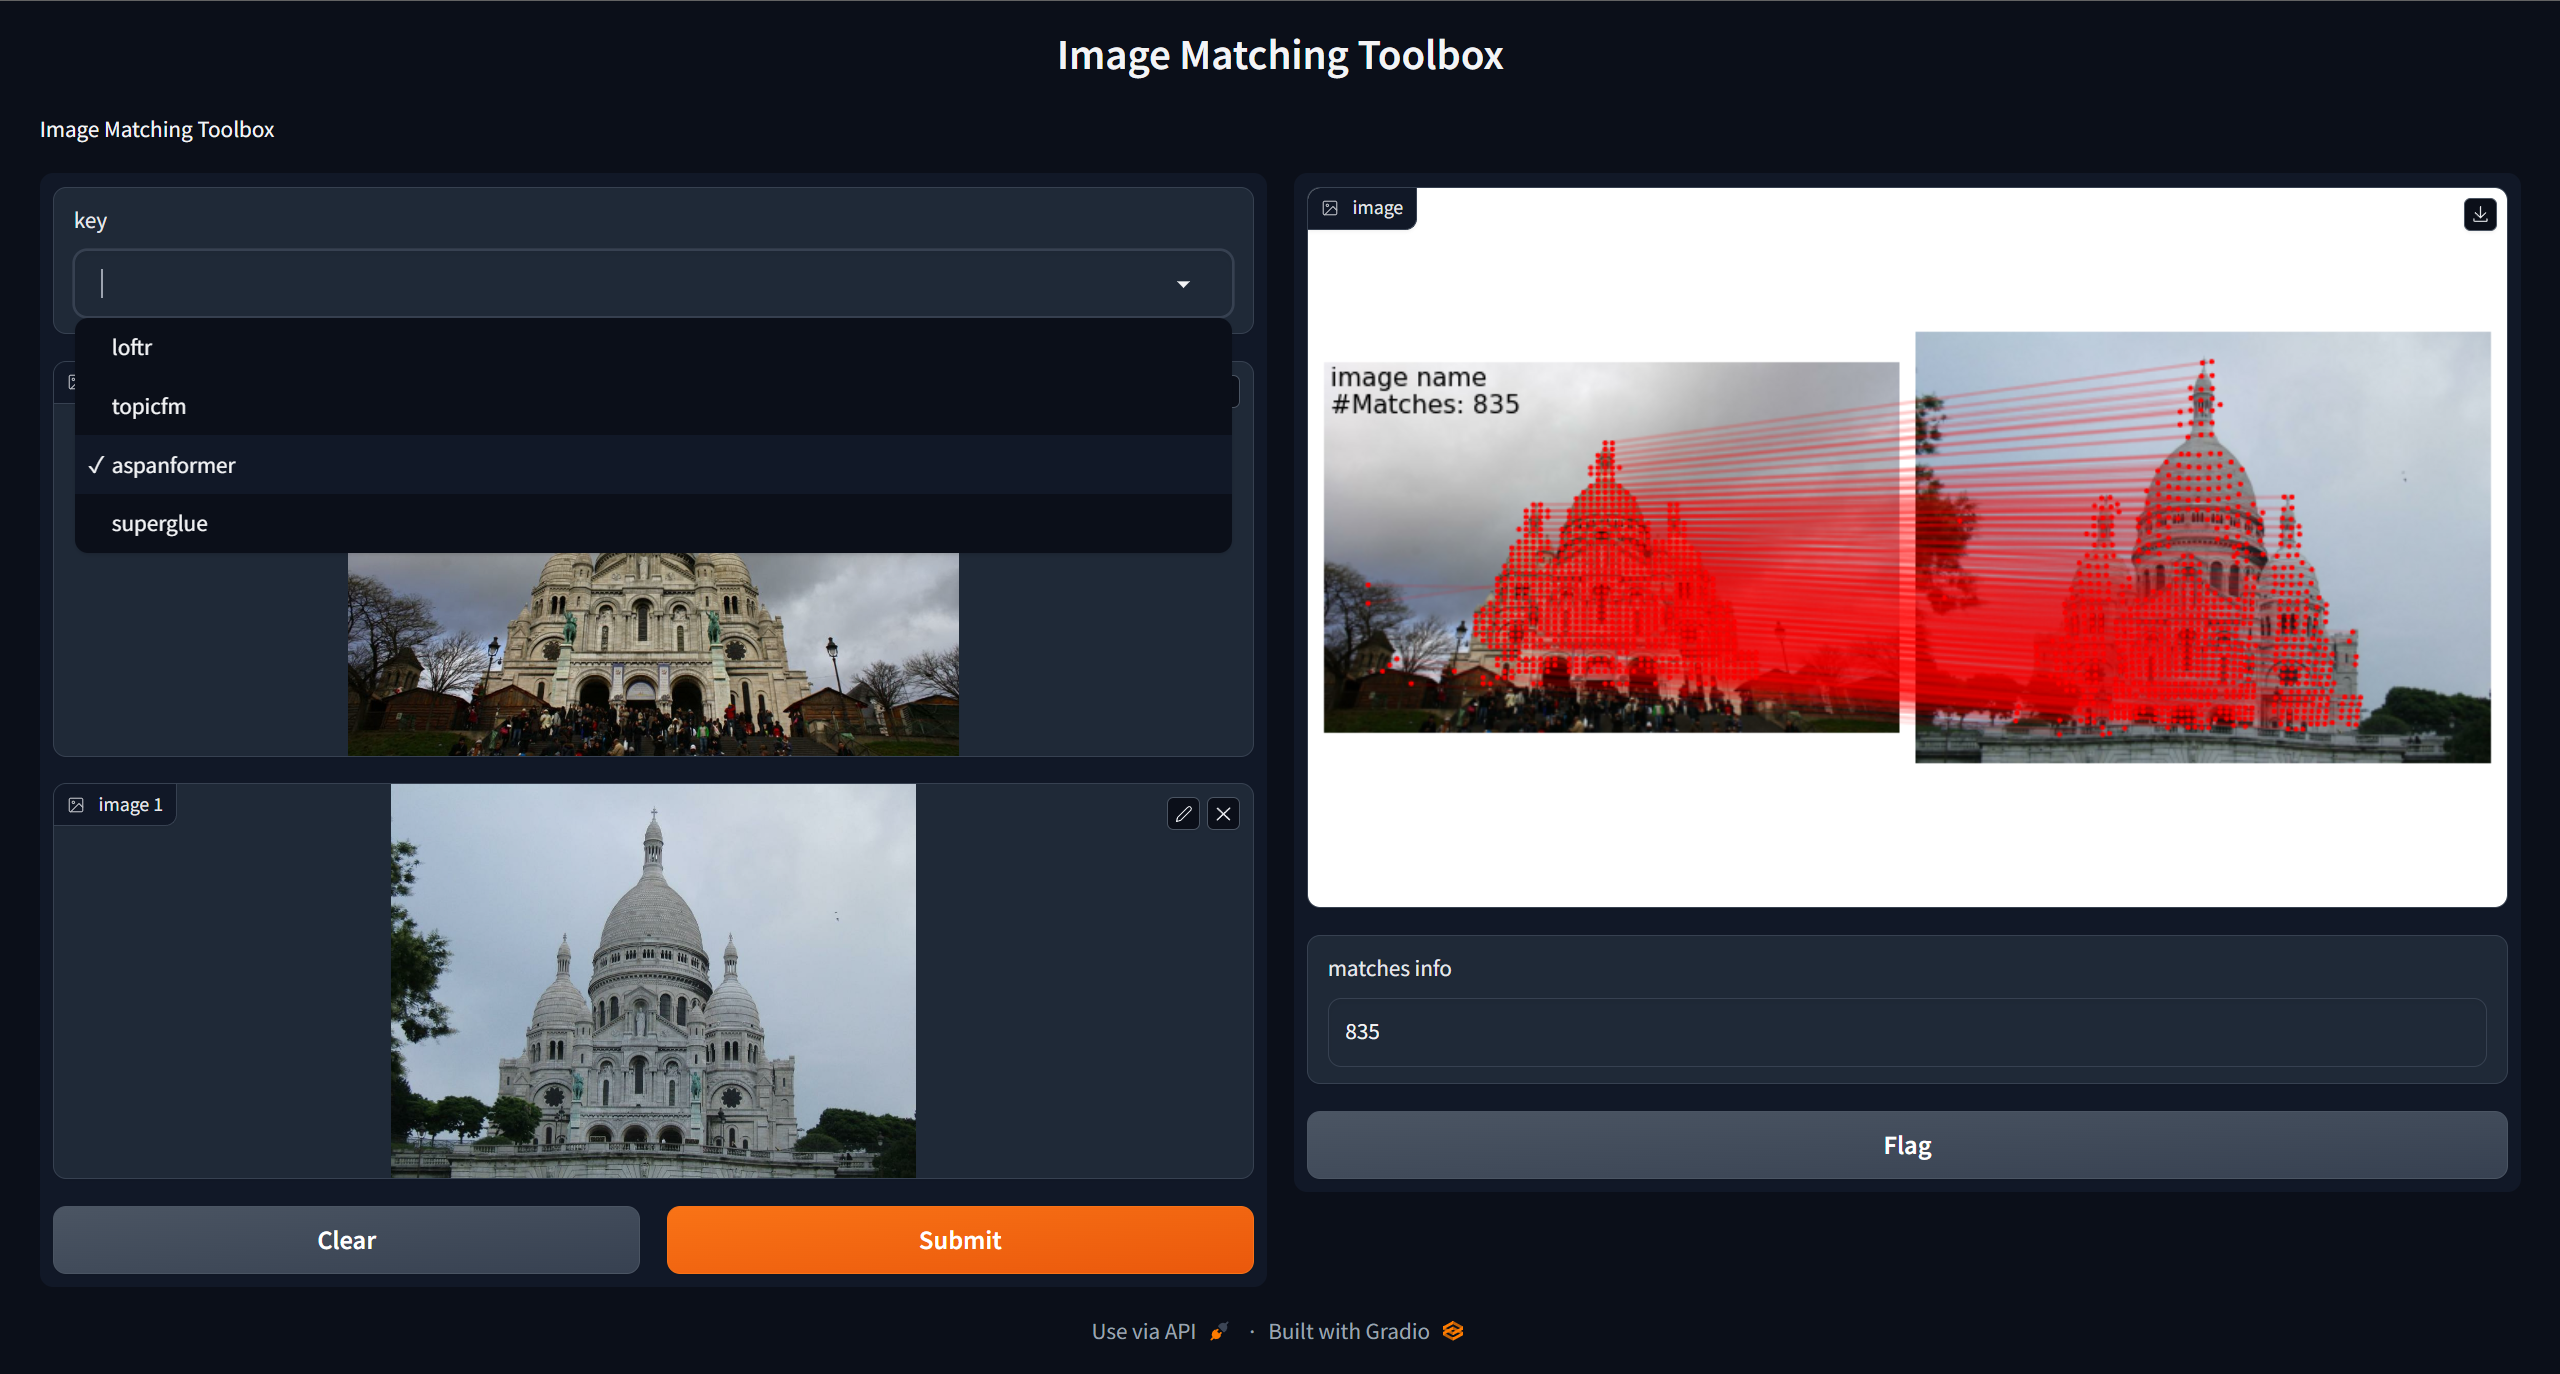 Image Matching Toolbox
Image Matching Toolbox
key
loftr
topicfm
✓ aspanformer
superglue
image 1
Clear
Submit
image
image name
#Matches: 835
matches info
835
Flag
Use via API · Built with Gradio